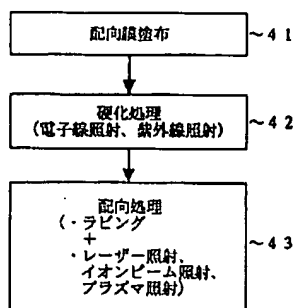 配向膜塗布
~41
硬化処理
(電子線照射、紫外線照射)
~42
配向処理
(・ラビング
+
・レーザー照射、
イオンビーム照射、
プラズマ照射)
~43